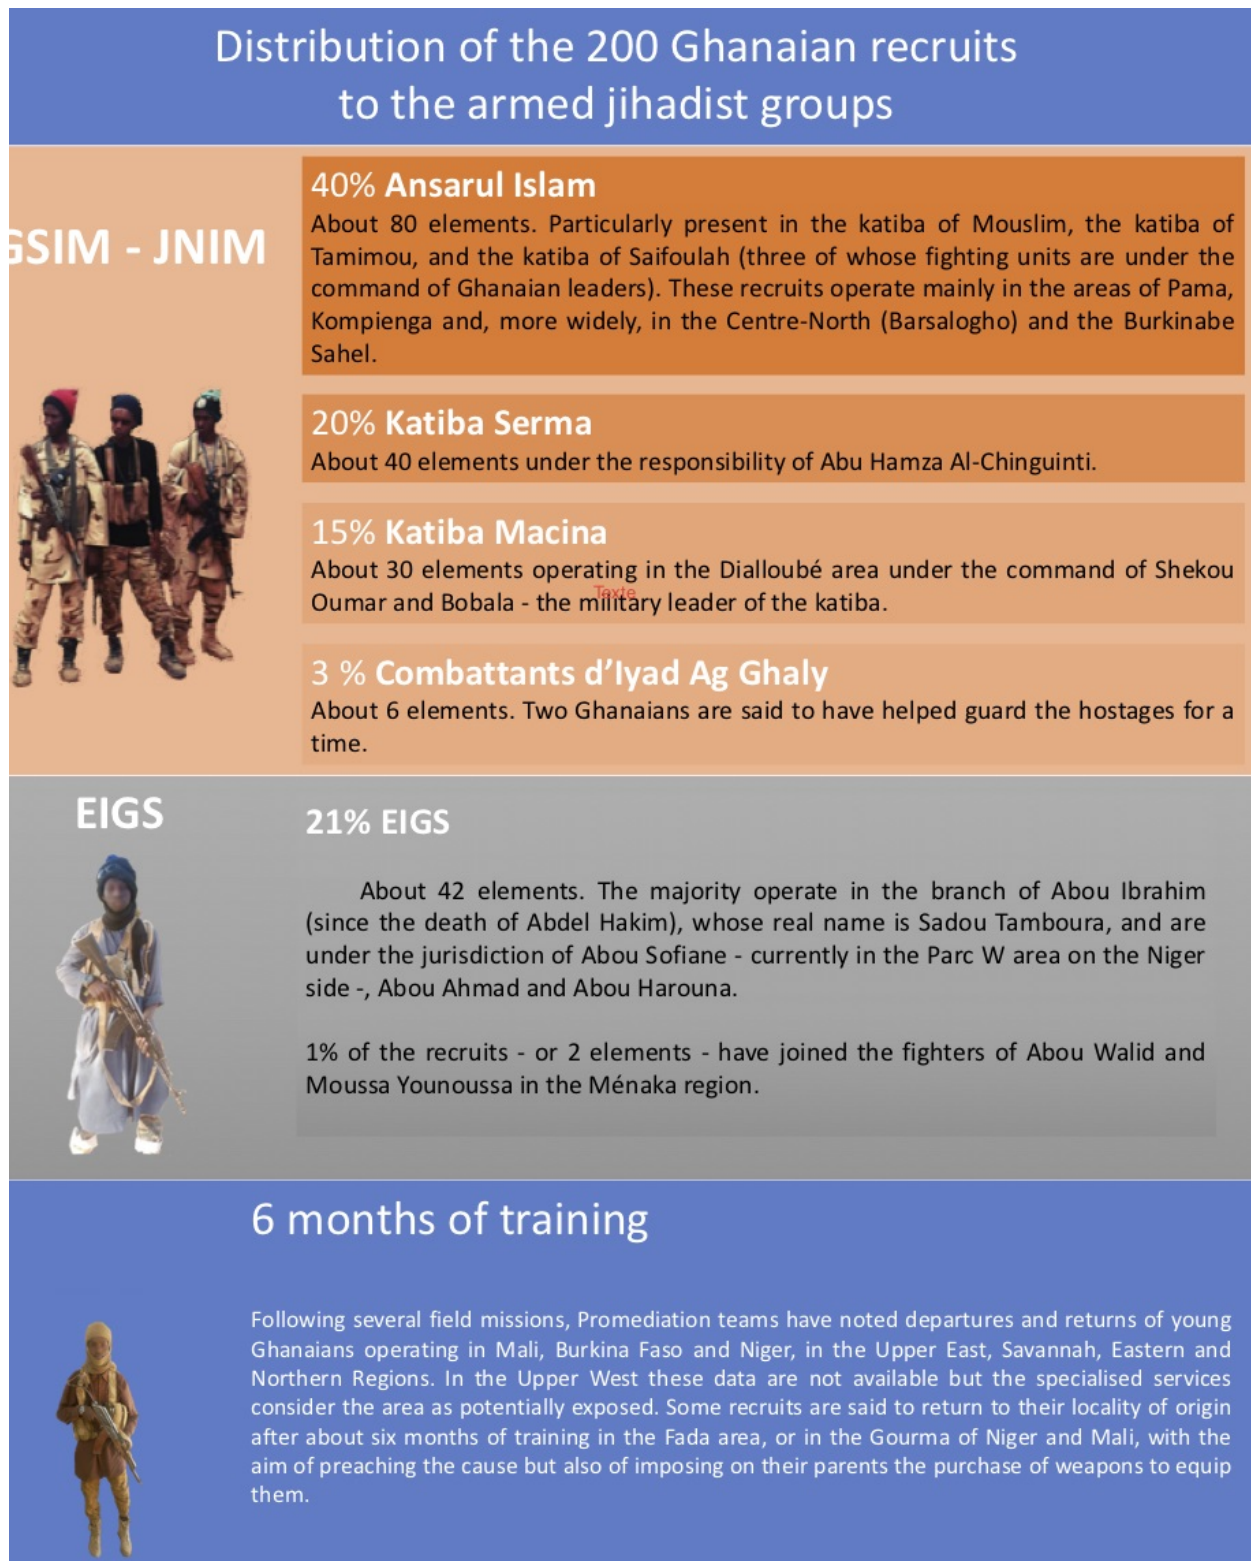 Distribution of the 200 Ghanaian recruits
to the armed jihadist groups
GSIM - JNIM
40% Ansarul Islam
About 80 elements. Particularly present in the katiba of Mouslim, the katiba of
Tamimou, and the katiba of Saifoulah (three of whose fighting units are under the
command of Ghanaian leaders). These recruits operate mainly in the areas of Pama,
Kompienga and, more widely, in the Centre-North (Barsalogho) and the Burkinabe
Sahel.
20% Katiba Serma
About 40 elements under the responsibility of Abu Hamza Al-Chinguinti.
15% Katiba Macina
About 30 elements operating in the Dialloubé area under the command of Shekou
Texte
Oumar and Bobala - the military leader of the katiba.
3 % Combattants d’Iyad Ag Ghaly
About 6 elements. Two Ghanaians are said to have helped guard the hostages for a
time.
EIGS
21% EIGS
About 42 elements. The majority operate in the branch of Abou Ibrahim
(since the death of Abdel Hakim), whose real name is Sadou Tamboura, and are
under the jurisdiction of Abou Sofiane - currently in the Parc W area on the Niger
side -, Abou Ahmad and Abou Harouna.
1% of the recruits - or 2 elements - have joined the fighters of Abou Walid and
Moussa Younoussa in the Ménaka region.
6 months of training
Following several field missions, Promediation teams have noted departures and returns of young
Ghanaians operating in Mali, Burkina Faso and Niger, in the Upper East, Savannah, Eastern and
Northern Regions. In the Upper West these data are not available but the specialised services
consider the area as potentially exposed. Some recruits are said to return to their locality of origin
after about six months of training in the Fada area, or in the Gourma of Niger and Mali, with the
aim of preaching the cause but also of imposing on their parents the purchase of weapons to equip
them.